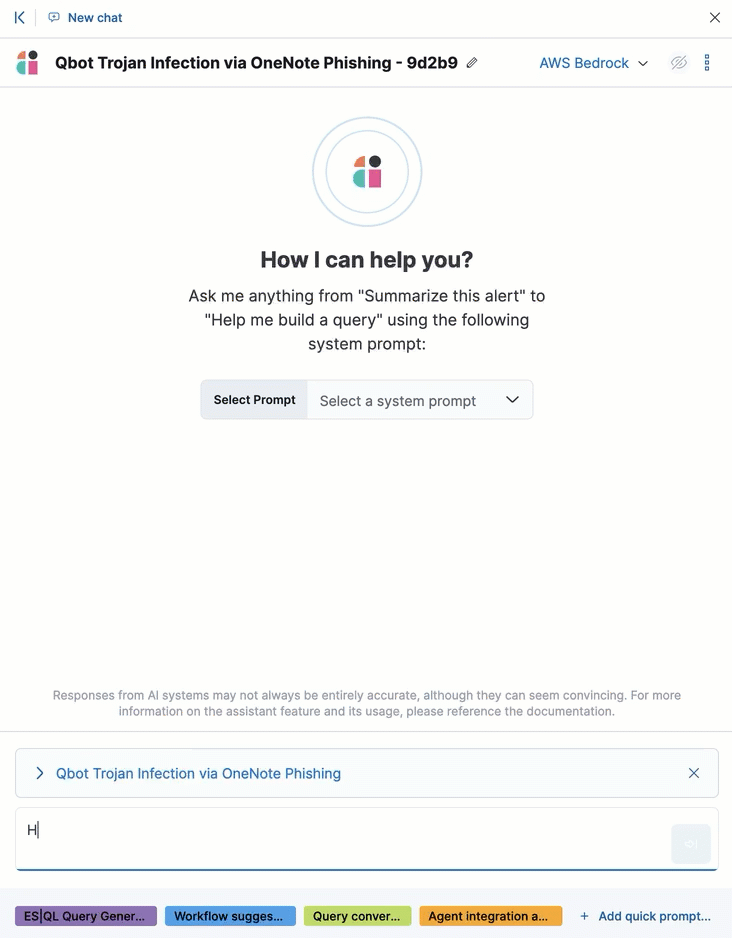 New chat
Qbot Trojan Infection via OneNote Phishing - 9d2b9
AWS Bedrock
How I can help you?
Ask me anything from "Summarize this alert" to
"Help me build a query" using the following
system prompt:
Select Prompt
Select a system prompt
Responses from AI systems may not always be entirely accurate, although they can seem convincing. For more
information on the assistant feature and its usage, please reference the documentation.
Qbot Trojan Infection via OneNote Phishing
H
ES|QL Query Gener...
Workflow sugges...
Query conver...
Agent integration a...
+ Add quick prompt...